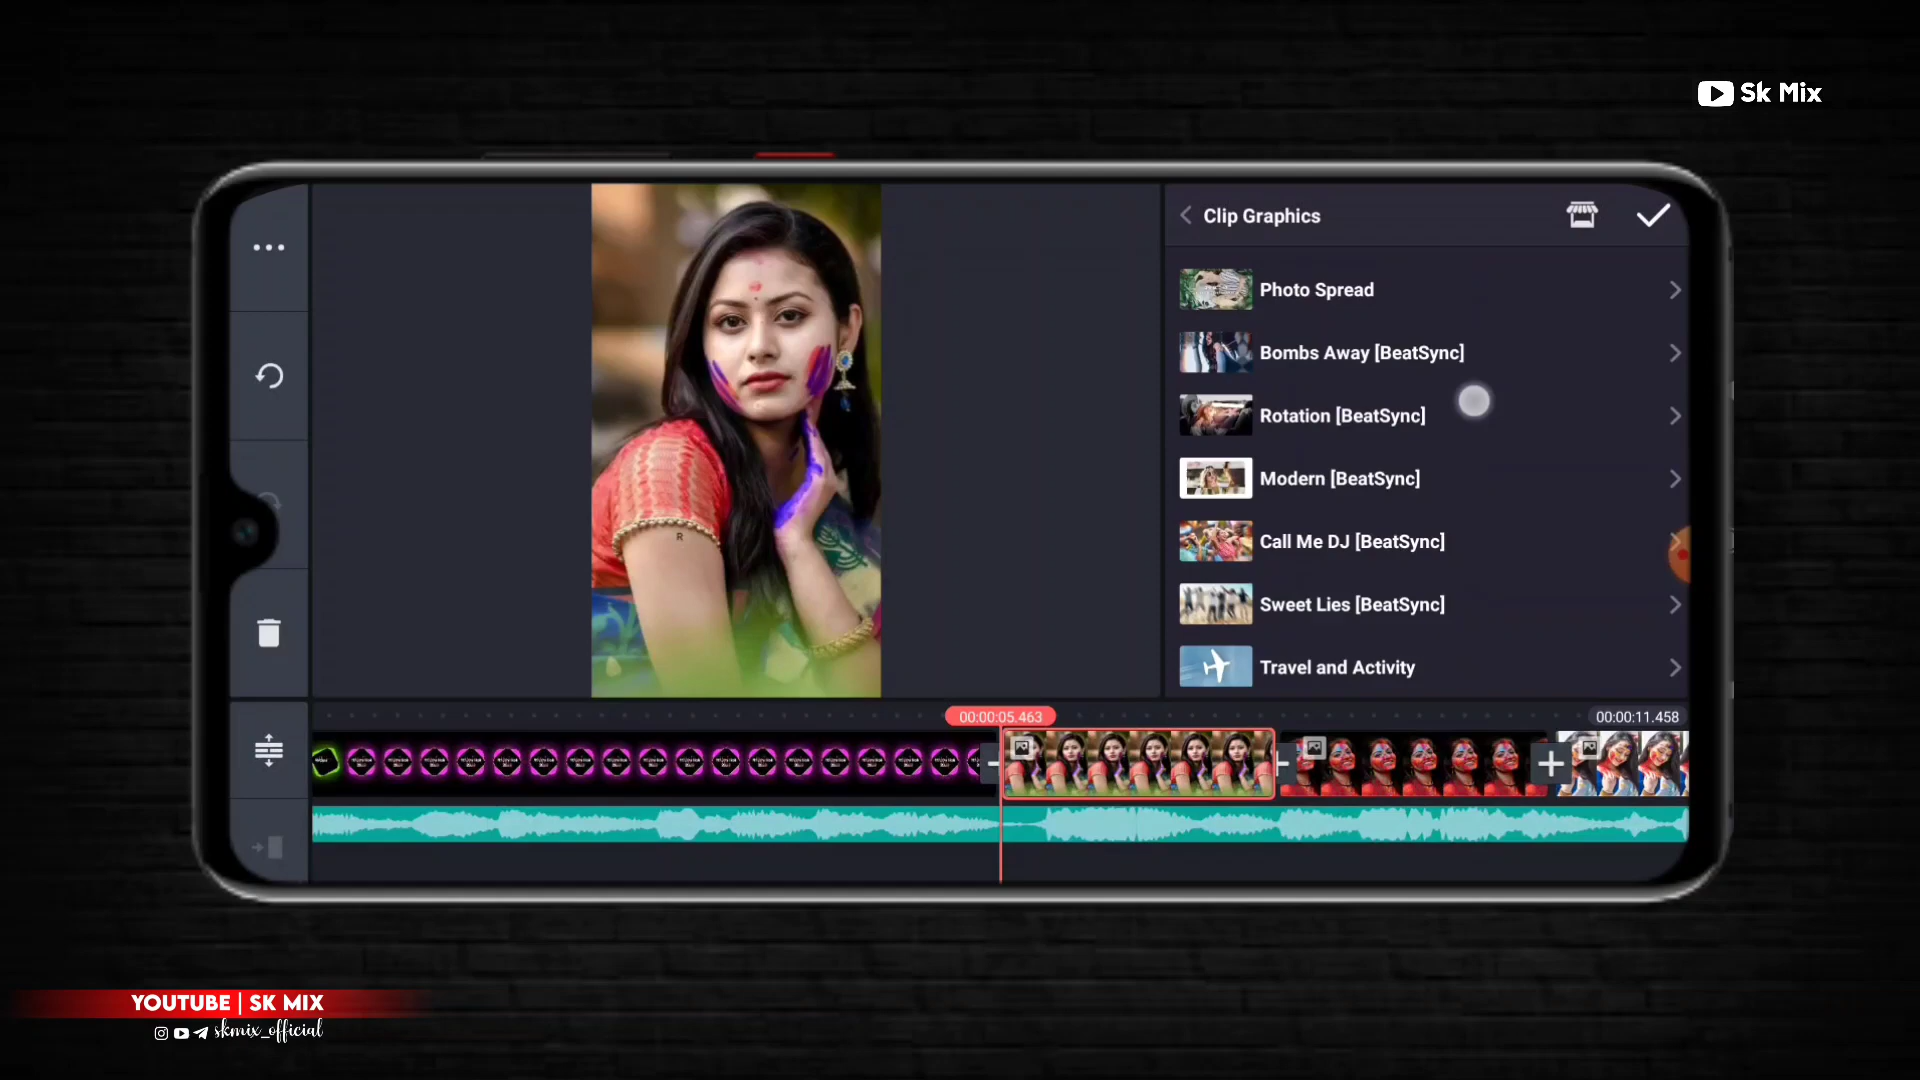 Sk Mix
Clip Graphics
Photo Spread
Bombs Away [BeatSync]
Rotation [BeatSync]
Modern [BeatSync]
Call Me DJ [BeatSync]
Sweet Lies [BeatSync]
Travel and Activity
R
00:00:05.463
00:00:11.458
YOUTUBE | SK MIX
skmix_official